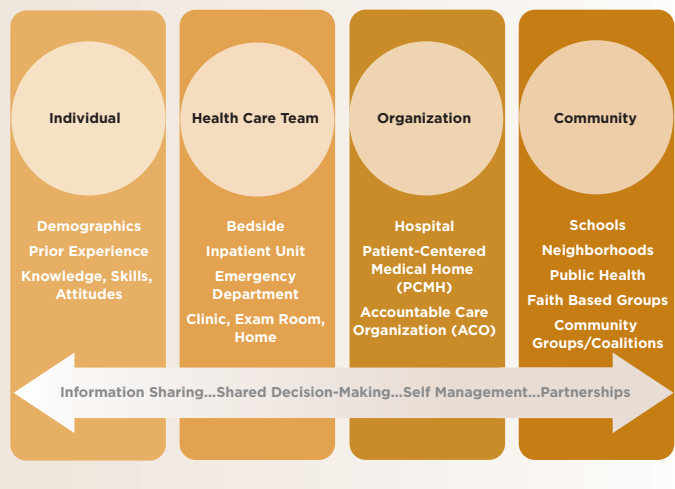 Individual
Demographics
Prior Experience
Knowledge, Skills,
Attitudes
Health Care Team
Bedside
Inpatient Unit
Emergency
Department
Clinic, Exam Room,
Home
Organization
Hospital
Patient-Centered
Medical Home
(PCMH)
Accountable Care
Organization (ACO)
Community
Schools
Neighborhoods
Public Health
Faith Based Groups
Community
Groups/Coalitions
Information Sharing...Shared Decision-Making...Self Management...Partnerships